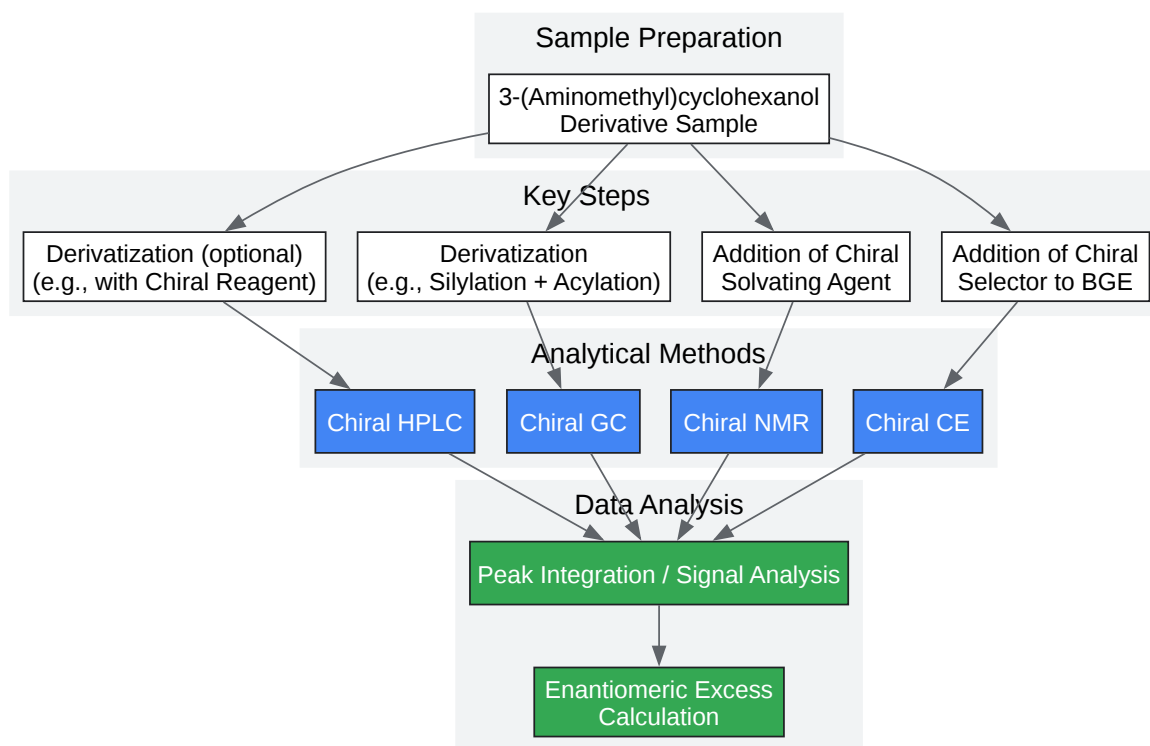 Sample Preparation
3-(Aminomethyl)cyclohexanol
Derivative Sample
Key Steps
Derivatization (optional)
(e.g., with Chiral Reagent)
Derivatization
(e.g., Silylation + Acylation)
Addition of Chiral
Solvating Agent
Addition of Chiral
Selector to BGE
Analytical Methods
Chiral HPLC
Chiral GC
Chiral NMR
Chiral CE
Data Analysis
Peak Integration / Signal Analysis
Enantiomeric Excess
Calculation